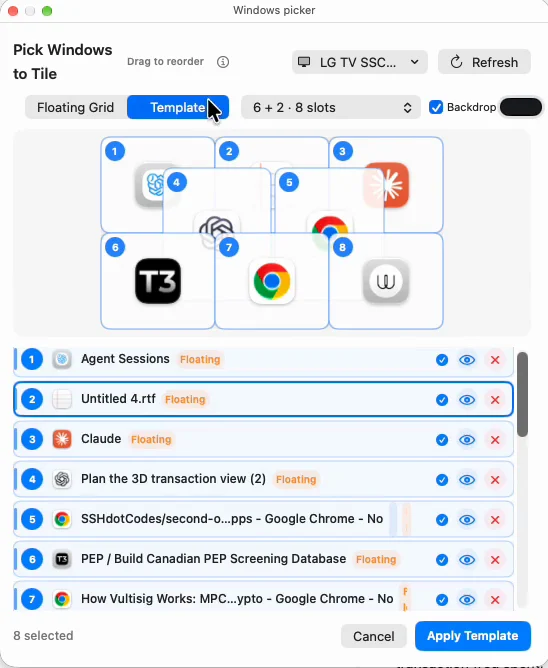 Windows picker
Pick Windows
to Tile
Drag to reorder
LG TV SSC...
Refresh
Floating Grid
Template
6 + 2 · 8 slots
Backdrop
1
2
3
4
5
6
T3
7
8
1 Agent Sessions Floating
2 Untitled 4.rtf Floating
3 Claude Floating
4 Plan the 3D transaction view (2) Floating
5 SSHdotCodes/second-o...pps - Google Chrome - No
6 T3 PEP / Build Canadian PEP Screening Database Floating
7 How Vultisig Works: MPC...ypto - Google Chrome - No
8 selected
Cancel
Apply Template